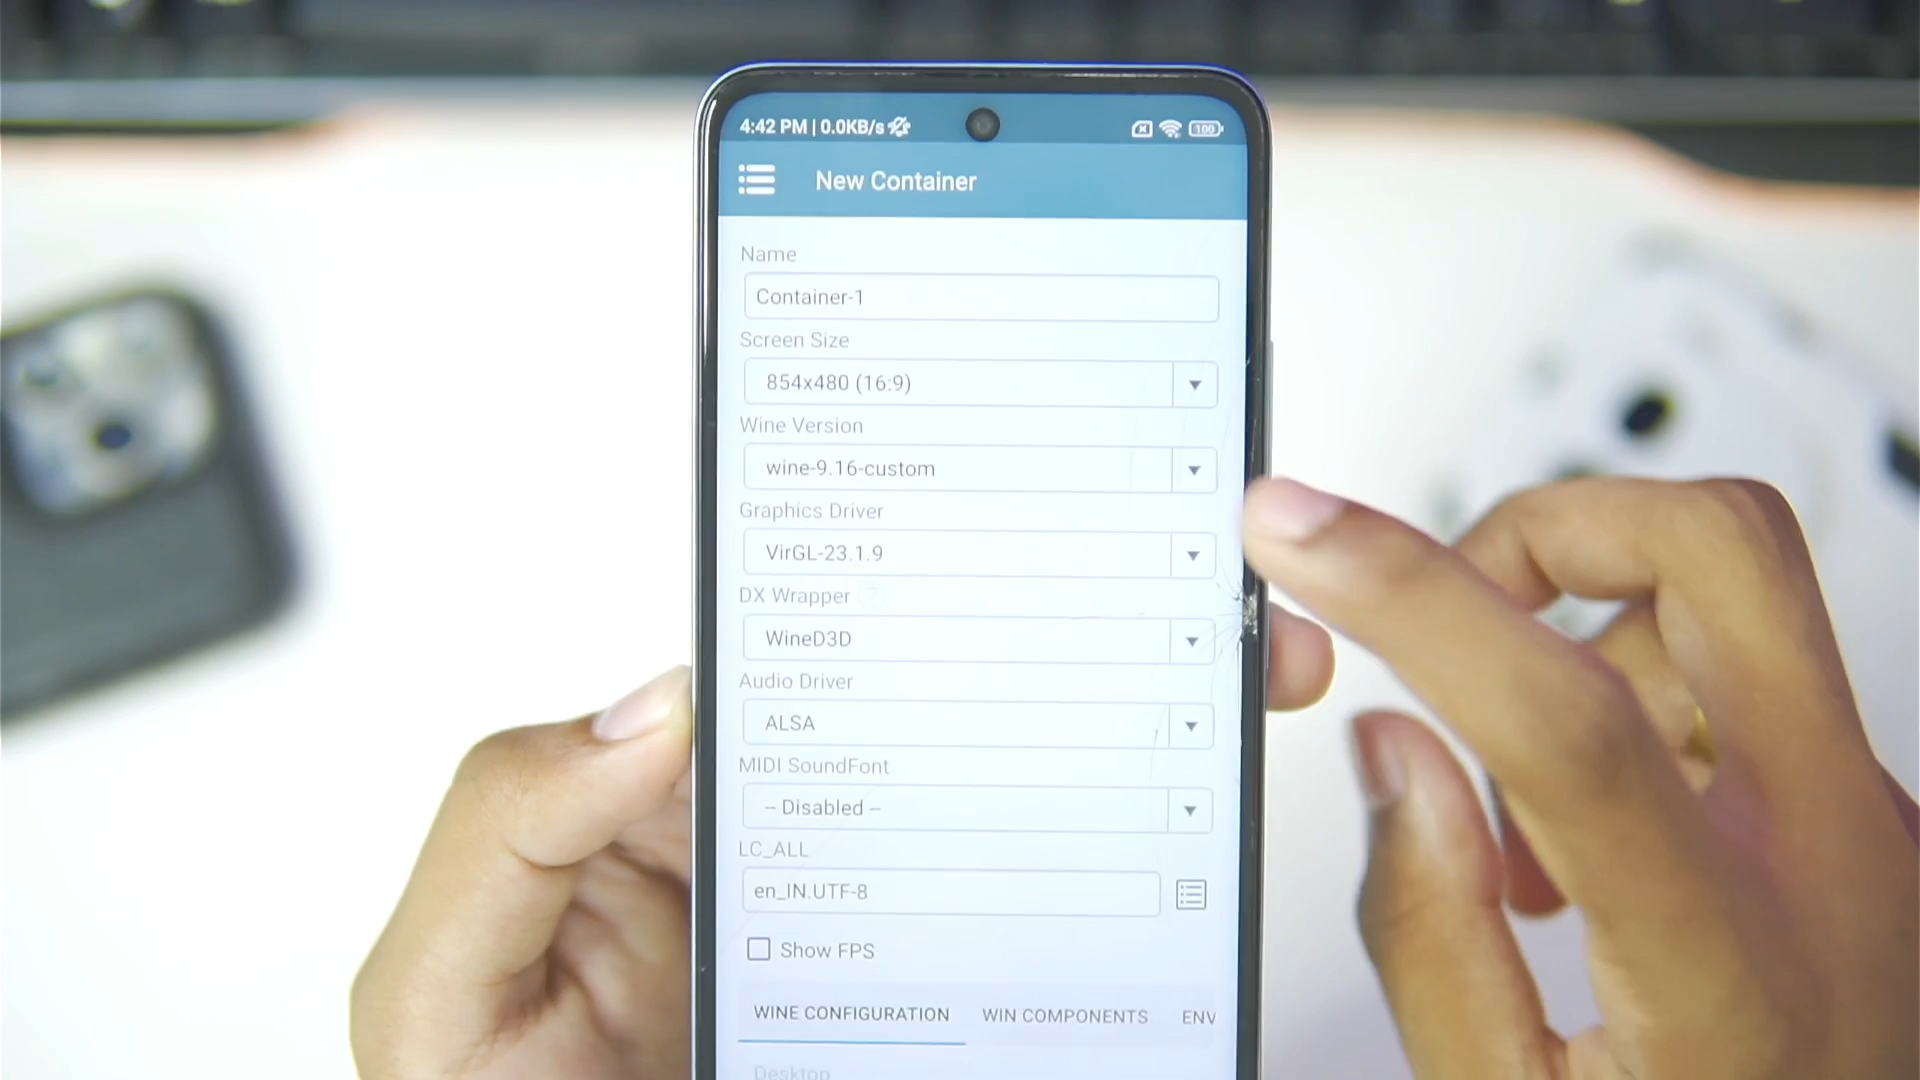 4:42 PM | 0.0KB/s
100
New Container
Name
Container-1
Screen Size
854x480 (16:9)
Wine Version
wine-9.16-custom
Graphics Driver
VirGL-23.1.9
DX Wrapper ?
WineD3D
Audio Driver
ALSA
MIDI SoundFont
-- Disabled --
LC_ALL
en_IN.UTF-8
Show FPS
WINE CONFIGURATION WIN COMPONENTS ENV
Desktop